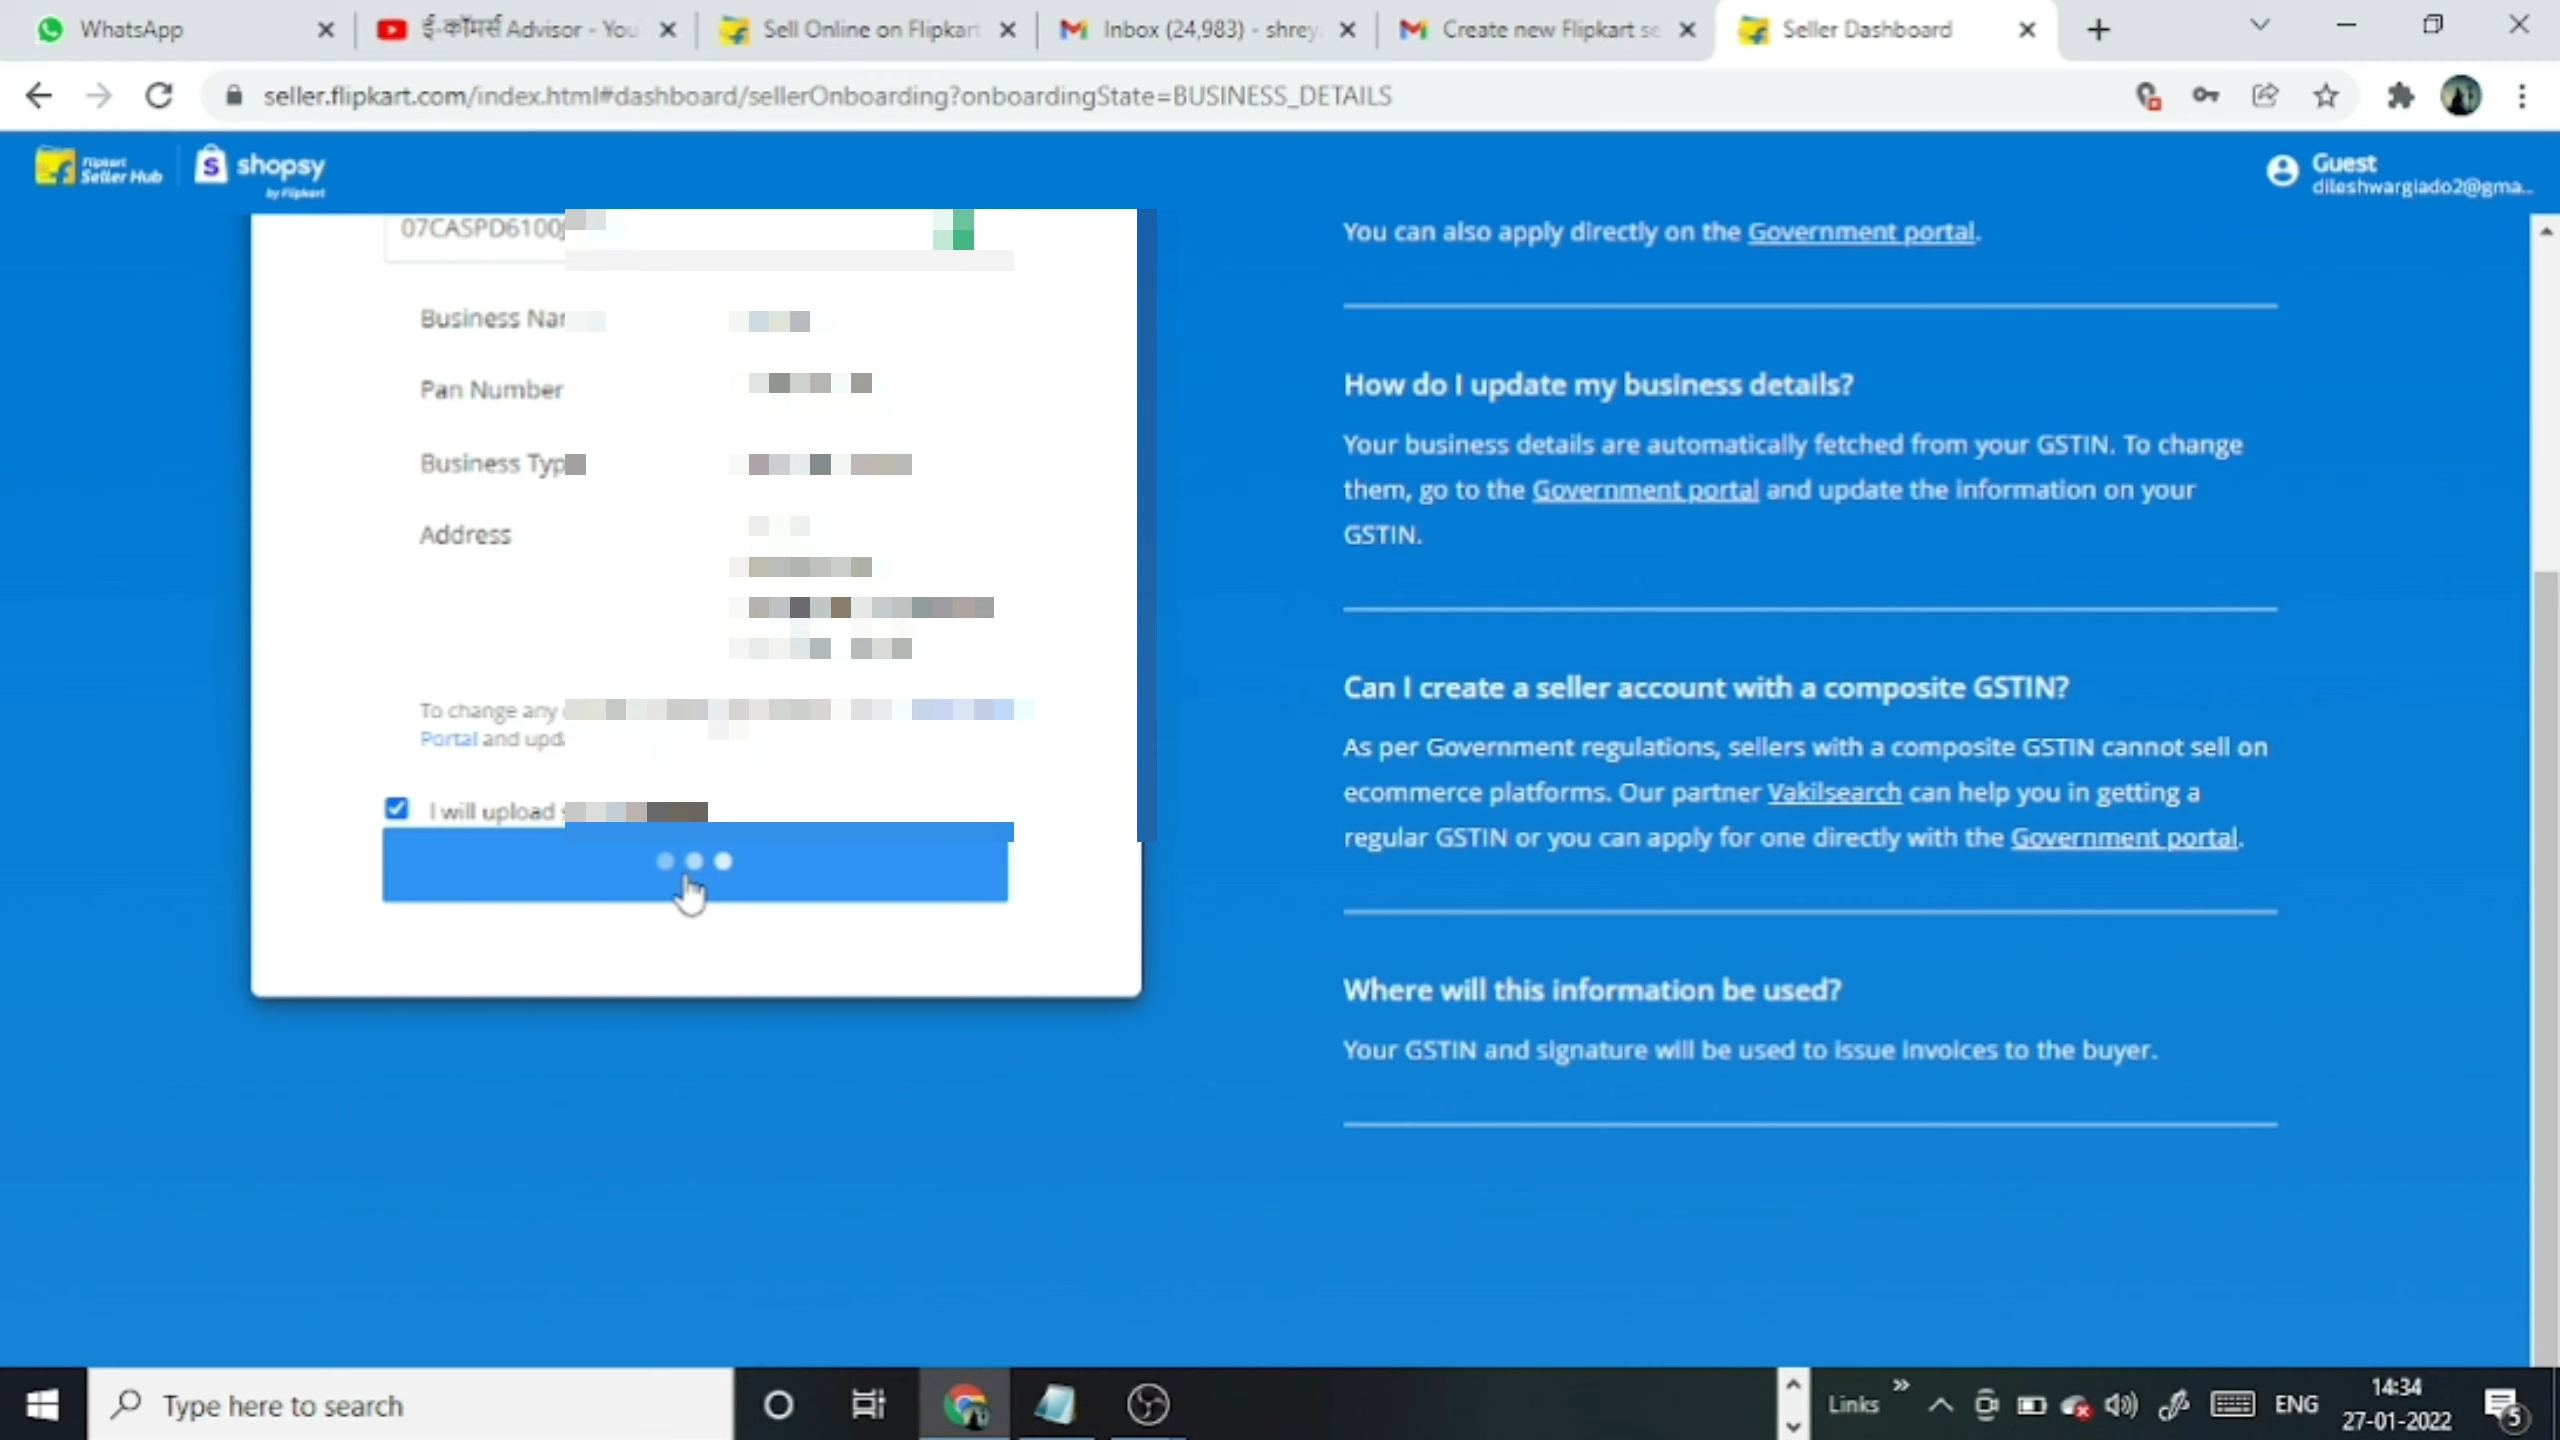 WhatsApp
ई-कॉमर्स Advisor - You
Sell Online on Flipkart
Inbox (24,983) - shrey
Create new Flipkart se
Seller Dashboard
seller.flipkart.com/index.html#dashboard/sellerOnboarding?onboardingState=BUSINESS_DETAILS
Flipkart
Seller Hub
shopsy
by Flipkart
Guest
dileshwargiado2@gma...
07CASPD6100
Business Nar
Pan Number
Business Typ
Address
To change any
Portal and upd
I will upload
You can also apply directly on the Government portal.
How do I update my business details?
Your business details are automatically fetched from your GSTIN. To change
them, go to the Government portal and update the information on your
GSTIN.
Can I create a seller account with a composite GSTIN?
As per Government regulations, sellers with a composite GSTIN cannot sell on
ecommerce platforms. Our partner Vakilsearch can help you in getting a
regular GSTIN or you can apply for one directly with the Government portal.
Where will this information be used?
Your GSTIN and signature will be used to issue invoices to the buyer.
Type here to search
Links
ENG
14:34
27-01-2022
5